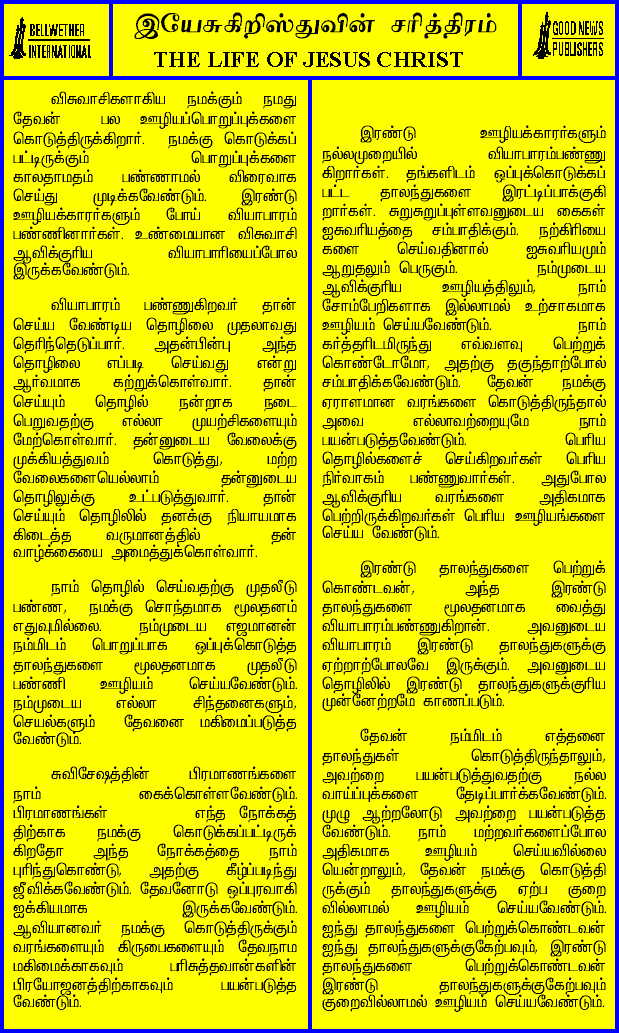 BELLWETHER
INTERNATIONAL
இயேசுகிறிஸ்துவின் சரித்திரம்
THE LIFE OF JESUS CHRIST
GOOD NEWS
PUBLISHERS
விசுவாசிகளாகிய நமக்கும் நமது
தேவன் பல ஊழியப்பொறுப்புக்களை
கொடுத்திருக்கிறார். நமக்கு கொடுக்கப்
பட்டிருக்கும் பொறுப்புக்களை
காலதாமதம் பண்ணாமல் விரைவாக
செய்து முடிக்கவேண்டும். இரண்டு
ஊழியக்காரர்களும் போய் வியாபாரம்
பண்ணினார்கள். உண்மையான விசுவாசி
ஆவிக்குரிய வியாபாரியைப்போல
இருக்கவேண்டும்.
வியாபாரம் பண்ணுகிறவர் தான்
செய்ய வேண்டிய தொழிலை முதலாவது
தெரிந்தெடுப்பார். அதன்பின்பு அந்த
தொழிலை எப்படி செய்வது என்று
ஆர்வமாக கற்றுக்கொள்வார். தான்
செய்யும் தொழில் நன்றாக நடை
பெறுவதற்கு எல்லா முயற்சிகளையும்
மேற்கொள்வார். தன்னுடைய வேலைக்கு
முக்கியத்துவம் கொடுத்து, மற்ற
வேலைகளையெல்லாம் தன்னுடைய
தொழிலுக்கு உட்படுத்துவார். தான்
செய்யும் தொழிலில் தனக்கு நியாயமாக
கிடைத்த வருமானத்தில் தன்
வாழ்க்கையை அமைத்துக்கொள்வார்.
நாம் தொழில் செய்வதற்கு முதலீடு
பண்ண, நமக்கு சொந்தமாக மூலதனம்
எதுவுமில்லை. நம்முடைய எஜமானன்
நம்மிடம் பொறுப்பாக ஒப்புக்கொடுத்த
தாலந்துகளை மூலதனமாக முதலீடு
பண்ணி ஊழியம் செய்யவேண்டும்.
நம்முடைய எல்லா சிந்தனைகளும்,
செயல்களும் தேவனை மகிமைப்படுத்த
வேண்டும்.
சுவிசேஷத்தின் பிரமாணங்களை
நாம் கைக்கொள்ளவேண்டும்.
பிரமாணங்கள் எந்த நோக்கத்
திற்காக நமக்கு கொடுக்கப்பட்டிருக்
கிறதோ அந்த நோக்கத்தை நாம்
புரிந்துகொண்டு, அதற்கு கீழ்ப்படிந்து
ஜீவிக்கவேண்டும். தேவனோடு ஒப்புரவாகி
ஐக்கியமாக இருக்கவேண்டும்.
ஆவியானவர் நமக்கு கொடுத்திருக்கும்
வரங்களையும் கிருபைகளையும் தேவநாம
மகிமைக்காகவும் பரிசுத்தவான்களின்
பிரயோஜனத்திற்காகவும் பயன்படுத்த
வேண்டும்.
இரண்டு ஊழியக்காரர்களும்
நல்லமுறையில் வியாபாரம்பண்ணு
கிறார்கள். தங்களிடம் ஒப்புக்கொடுக்கப்
பட்ட தாலந்துகளை இரட்டிப்பாக்குகி
றார்கள். சுறுசுறுப்புள்ளவனுடைய கைகள்
ஐசுவரியத்தை சம்பாதிக்கும். நற்கிரியை
களை செய்வதினால் ஐசுவரியமும்
ஆறுதலும் பெருகும். நம்முடைய
ஆவிக்குரிய ஊழியத்திலும், நாம்
சோம்பேறிகளாக இல்லாமல் உற்சாகமாக
ஊழியம் செய்யவேண்டும். நாம்
கர்த்தரிடமிருந்து எவ்வளவு பெற்றுக்
கொண்டோமோ, அதற்கு தகுந்தாற்போல்
சம்பாதிக்கவேண்டும். தேவன் நமக்கு
ஏராளமான வரங்களை கொடுத்திருந்தால்
அவை எல்லாவற்றையுமே நாம்
பயன்படுத்தவேண்டும். பெரிய
தொழில்களைச் செய்கிறவர்கள் பெரிய
நிர்வாகம் பண்ணுவார்கள். அதுபோல
ஆவிக்குரிய வரங்களை அதிகமாக
பெற்றிருக்கிறவர்கள் பெரிய ஊழியங்களை
செய்ய வேண்டும்.
இரண்டு தாலந்துகளை பெற்றுக்
கொண்டவன், அந்த இரண்டு
தாலந்துகளை மூலதனமாக வைத்து
வியாபாரம்பண்ணுகிறான். அவனுடைய
வியாபாரம் இரண்டு தாலந்துகளுக்கு
ஏற்றாற்போலவே இருக்கும். அவனுடைய
தொழிலில் இரண்டு தாலந்துகளுக்குரிய
முன்னேற்றமே காணப்படும்.
தேவன் நம்மிடம் எத்தனை
தாலந்துகள் கொடுத்திருந்தாலும்,
அவற்றை பயன்படுத்துவதற்கு நல்ல
வாய்ப்புக்களை தேடிப்பார்க்கவேண்டும்.
முழு ஆற்றலோடு அவற்றை பயன்படுத்த
வேண்டும். நாம் மற்றவர்களைப்போல
அதிகமாக ஊழியம் செய்யவில்லை
யென்றாலும், தேவன் நமக்கு கொடுத்தி
ருக்கும் தாலந்துகளுக்கு ஏற்ப குறை
வில்லாமல் ஊழியம் செய்யவேண்டும்.
ஐந்து தாலந்துகளை பெற்றுக்கொண்டவன்
ஐந்து தாலந்துகளுக்குகேற்பவும், இரண்டு
தாலந்துகளை பெற்றுக்கொண்டவன்
இரண்டு தாலந்துகளுக்குகேற்பவும்
குறைவில்லாமல் ஊழியம் செய்யவேண்டும்.